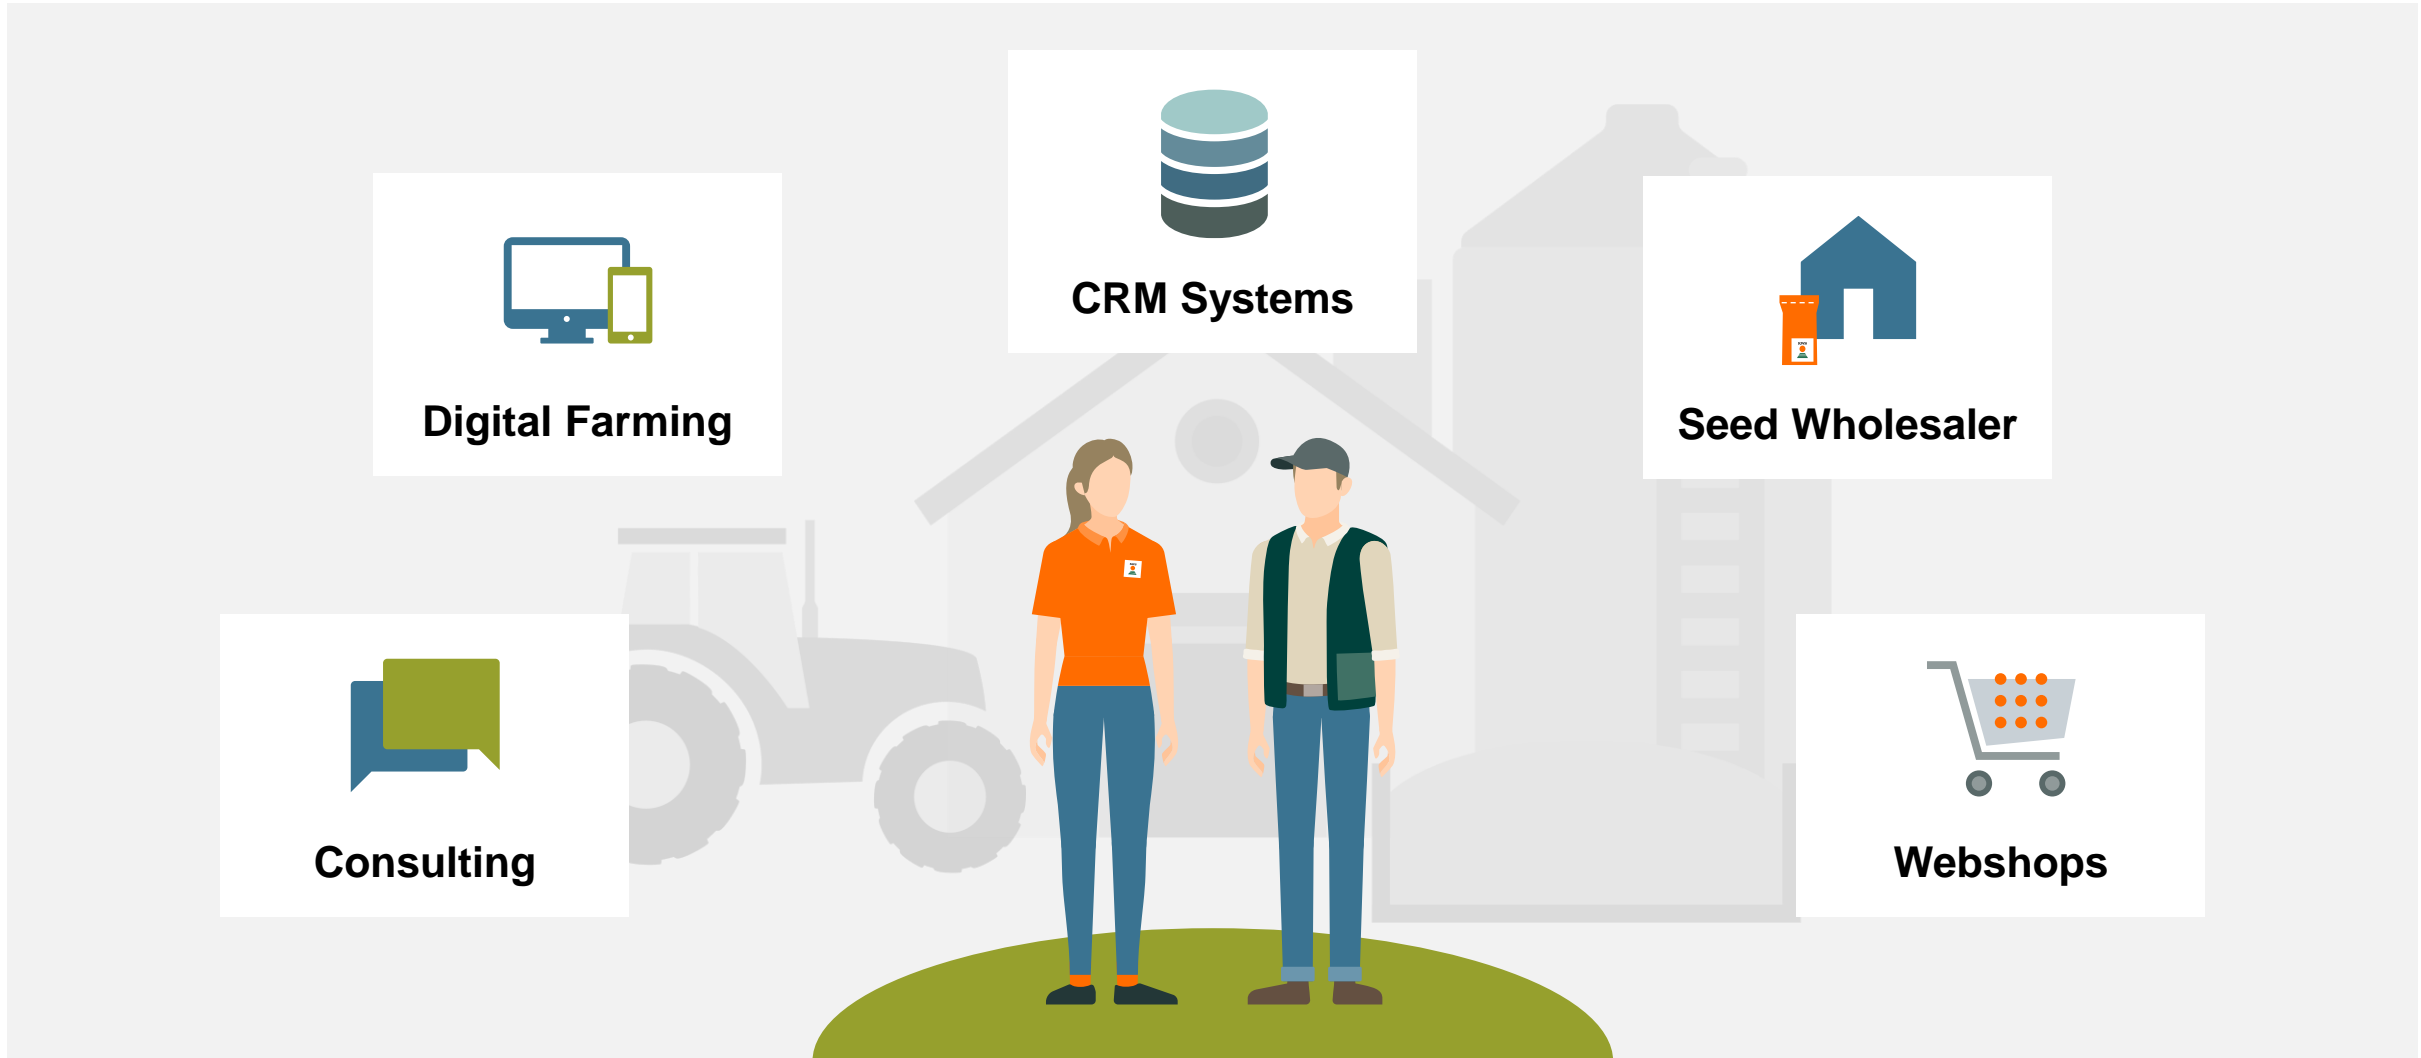 CRM Systems
Digital Farming
Seed Wholesaler
Consulting
Webshops